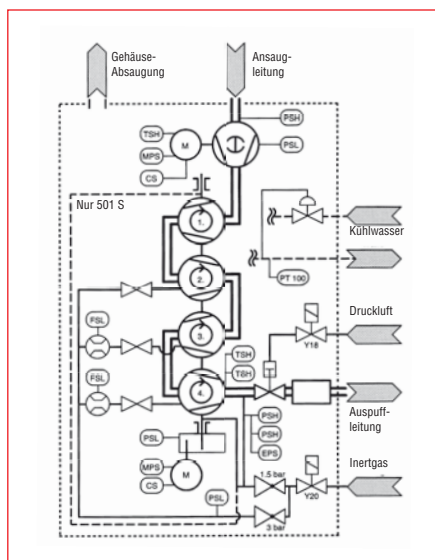 Gehäuse-
Absaugung
Ansaug-
leitung
PSH
TSH
M
PSL
MPS
CS
Nur 501 S
1.
Kühlwasser
2.
PT 100
FSL
3.
Druckluft
TSH
Y18
FSL
TSH
4.
PSH
Auspuff-
leitung
PSL
PSH
EPS
Inertgas
MPS
M
1.5 bar
CS
PSL
Y20
3 bar